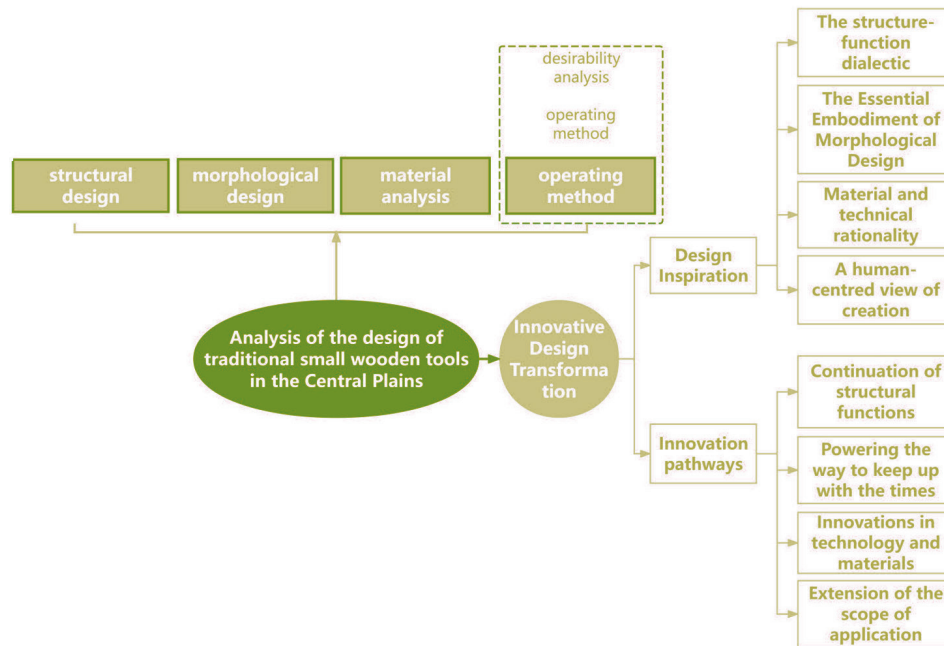 desirability
analysis
operating
method
structural
design
morphological
design
material
analysis
operating
method
Analysis of the design of
traditional small wooden tools
in the Central Plains
Innovative
Design
Transforma
tion
Design
Inspiration
The structure-
function
dialectic
The Essential
Embodiment of
Morphological
Design
Material and
technical
rationality
A human-
centred view of
creation
Innovation
pathways
Continuation of
structural
functions
Powering the
way to keep up
with the times
Innovations in
technology and
materials
Extension of the
scope of
application